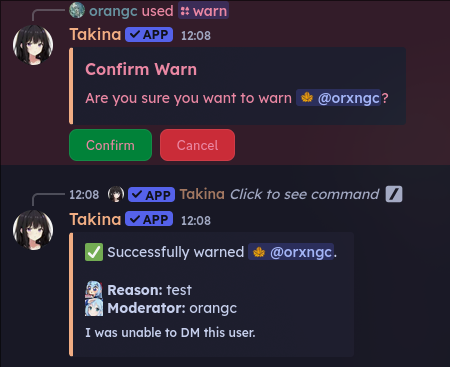 orangc used warn
Takina APP 12:08
Confirm Warn
Are you sure you want to warn @orxngc?
Confirm Cancel
12:08 APP Takina Click to see command
Takina APP 12:08
Successfully warned @orxngc.
Reason: test
Moderator: orangc
I was unable to DM this user.